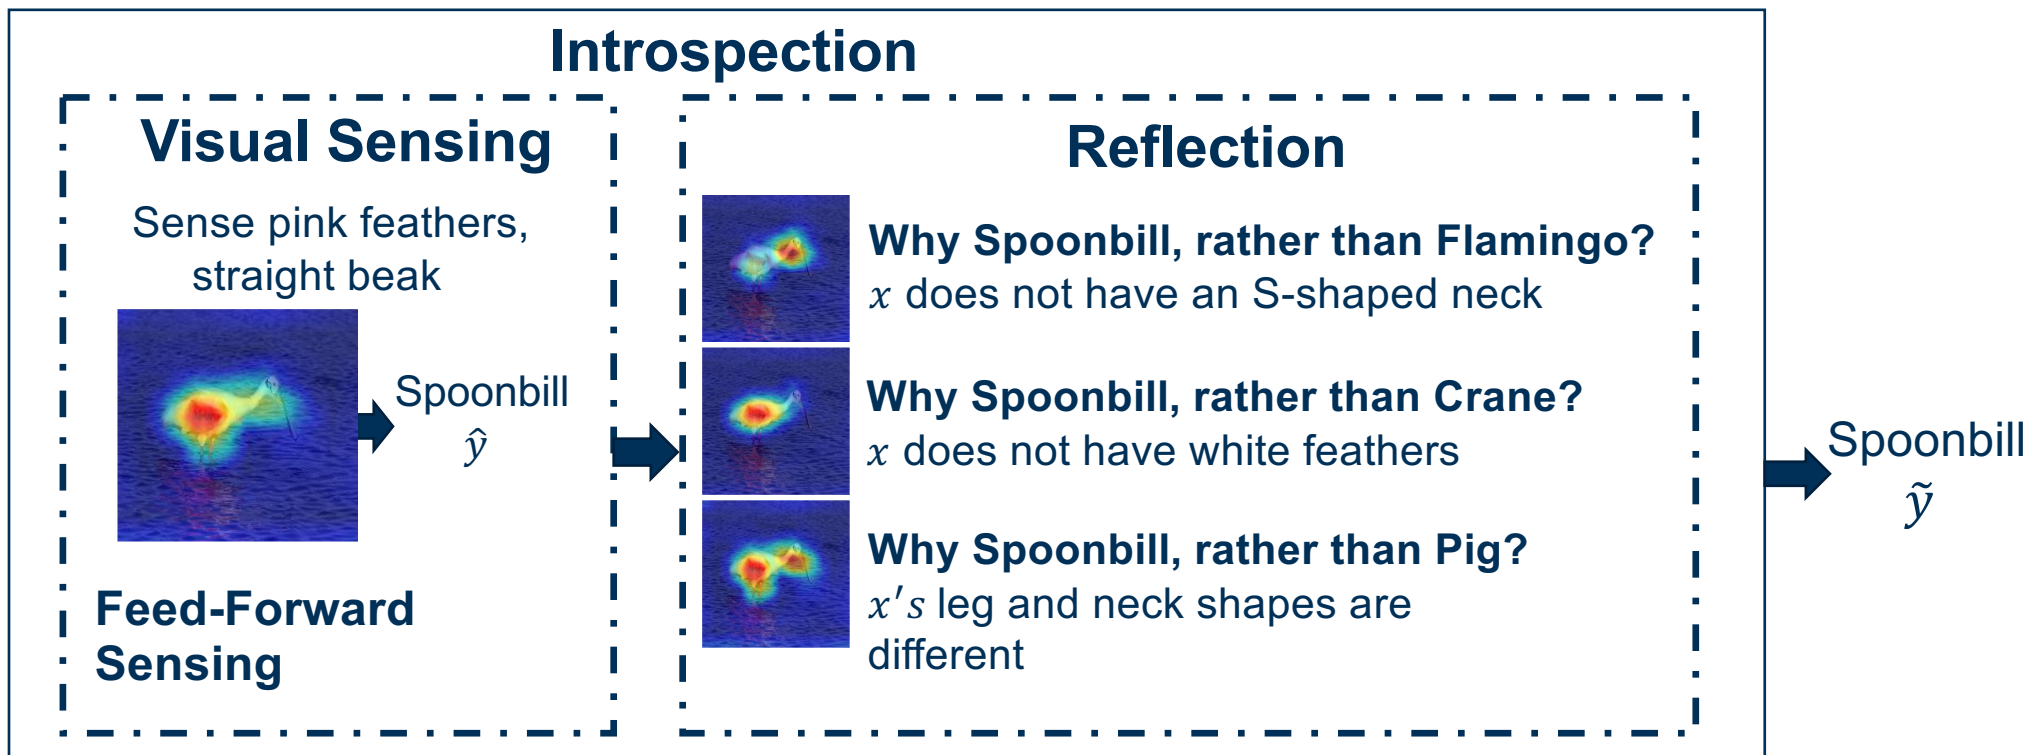 Introspection
Visual Sensing
Sense pink feathers,
straight beak
Spoonbill
ŷ
Feed-Forward
Sensing
Reflection
Why Spoonbill, rather than Flamingo?
x does not have an S-shaped neck
Why Spoonbill, rather than Crane?
x does not have white feathers
Why Spoonbill, rather than Pig?
x′s leg and neck shapes are
different
Spoonbill
ỹ